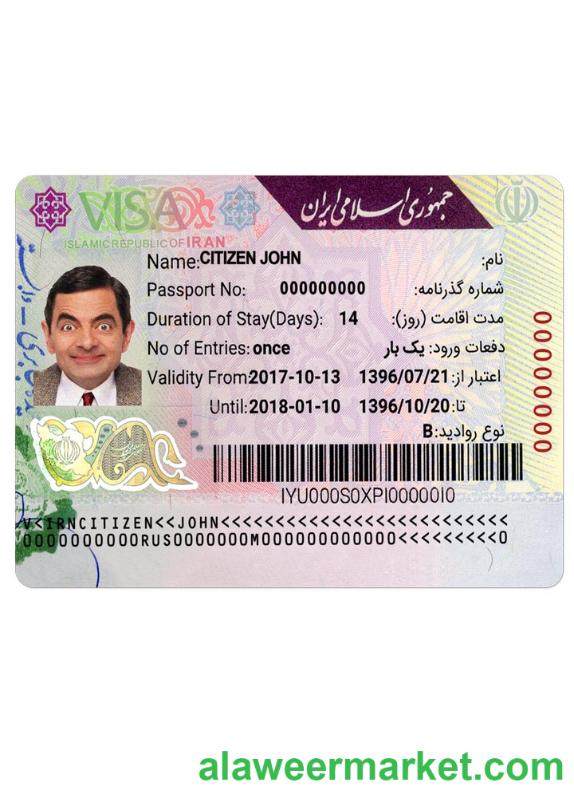 VISA
جمهوری اسلامی ایران
ISLAMIC REPUBLIC OF IRAN
Name: CITIZEN JOHN نام:
Passport No: 000000000 شماره گذرنامه:
Duration of Stay(Days): 14 مدت اقامت (روز):
No of Entries: once دفعات ورود: یک بار
Validity From: 2017-10-13 1396/07/21 اعتبار از:
Until: 2018-01-10 1396/10/20 تا:
نوع روادید: B
00000000
IYU000S0XPI00000I0
V<IRNCITIZEN<<JOHN<<<<<<<<<<<<<<<<<<<<<<<<<<
0000000000RUS0000000M0000000000000<<<<<<<<<0
alaweermarket.com